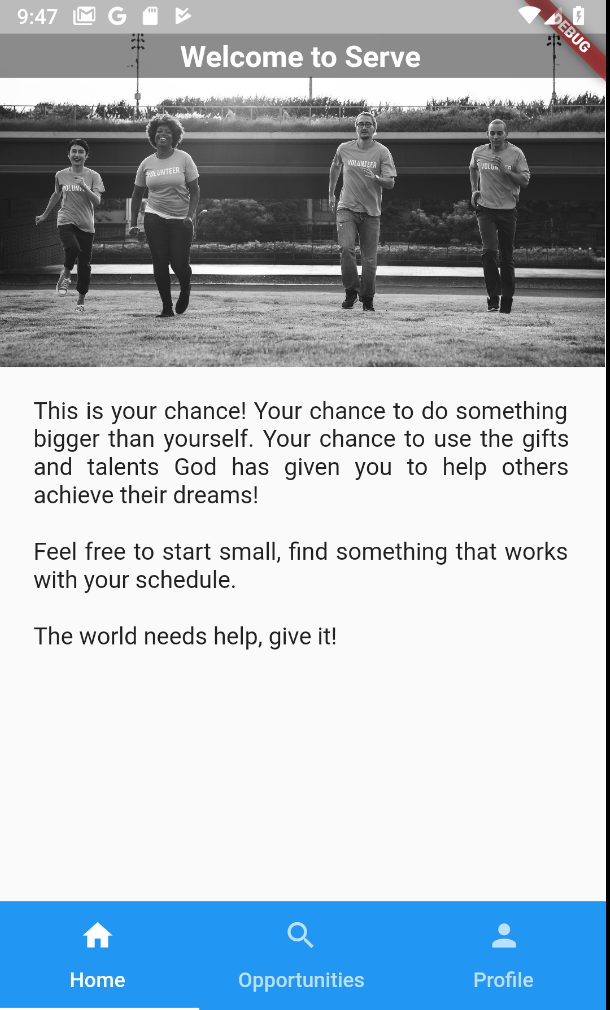 9:47
DEBUG
Welcome to Serve
VOLUNTEER
VOLUNTEER
This is your chance! Your chance to do something
bigger than yourself. Your chance to use the gifts
and talents God has given you to help others
achieve their dreams!
Feel free to start small, find something that works
with your schedule.
The world needs help, give it!
Home Opportunities Profile